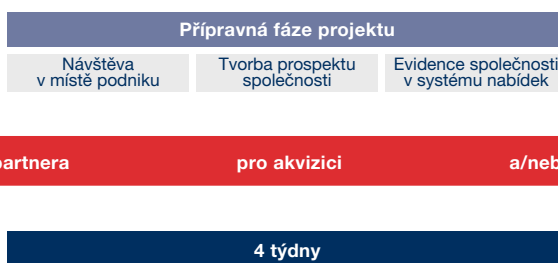 Přípravná fáze projektu
Návštěva
v místě podniku
Tvorba prospektu
společnosti
Evidence společnosti
v systému nabídek
partnera pro akvizici a/neb
4 týdny